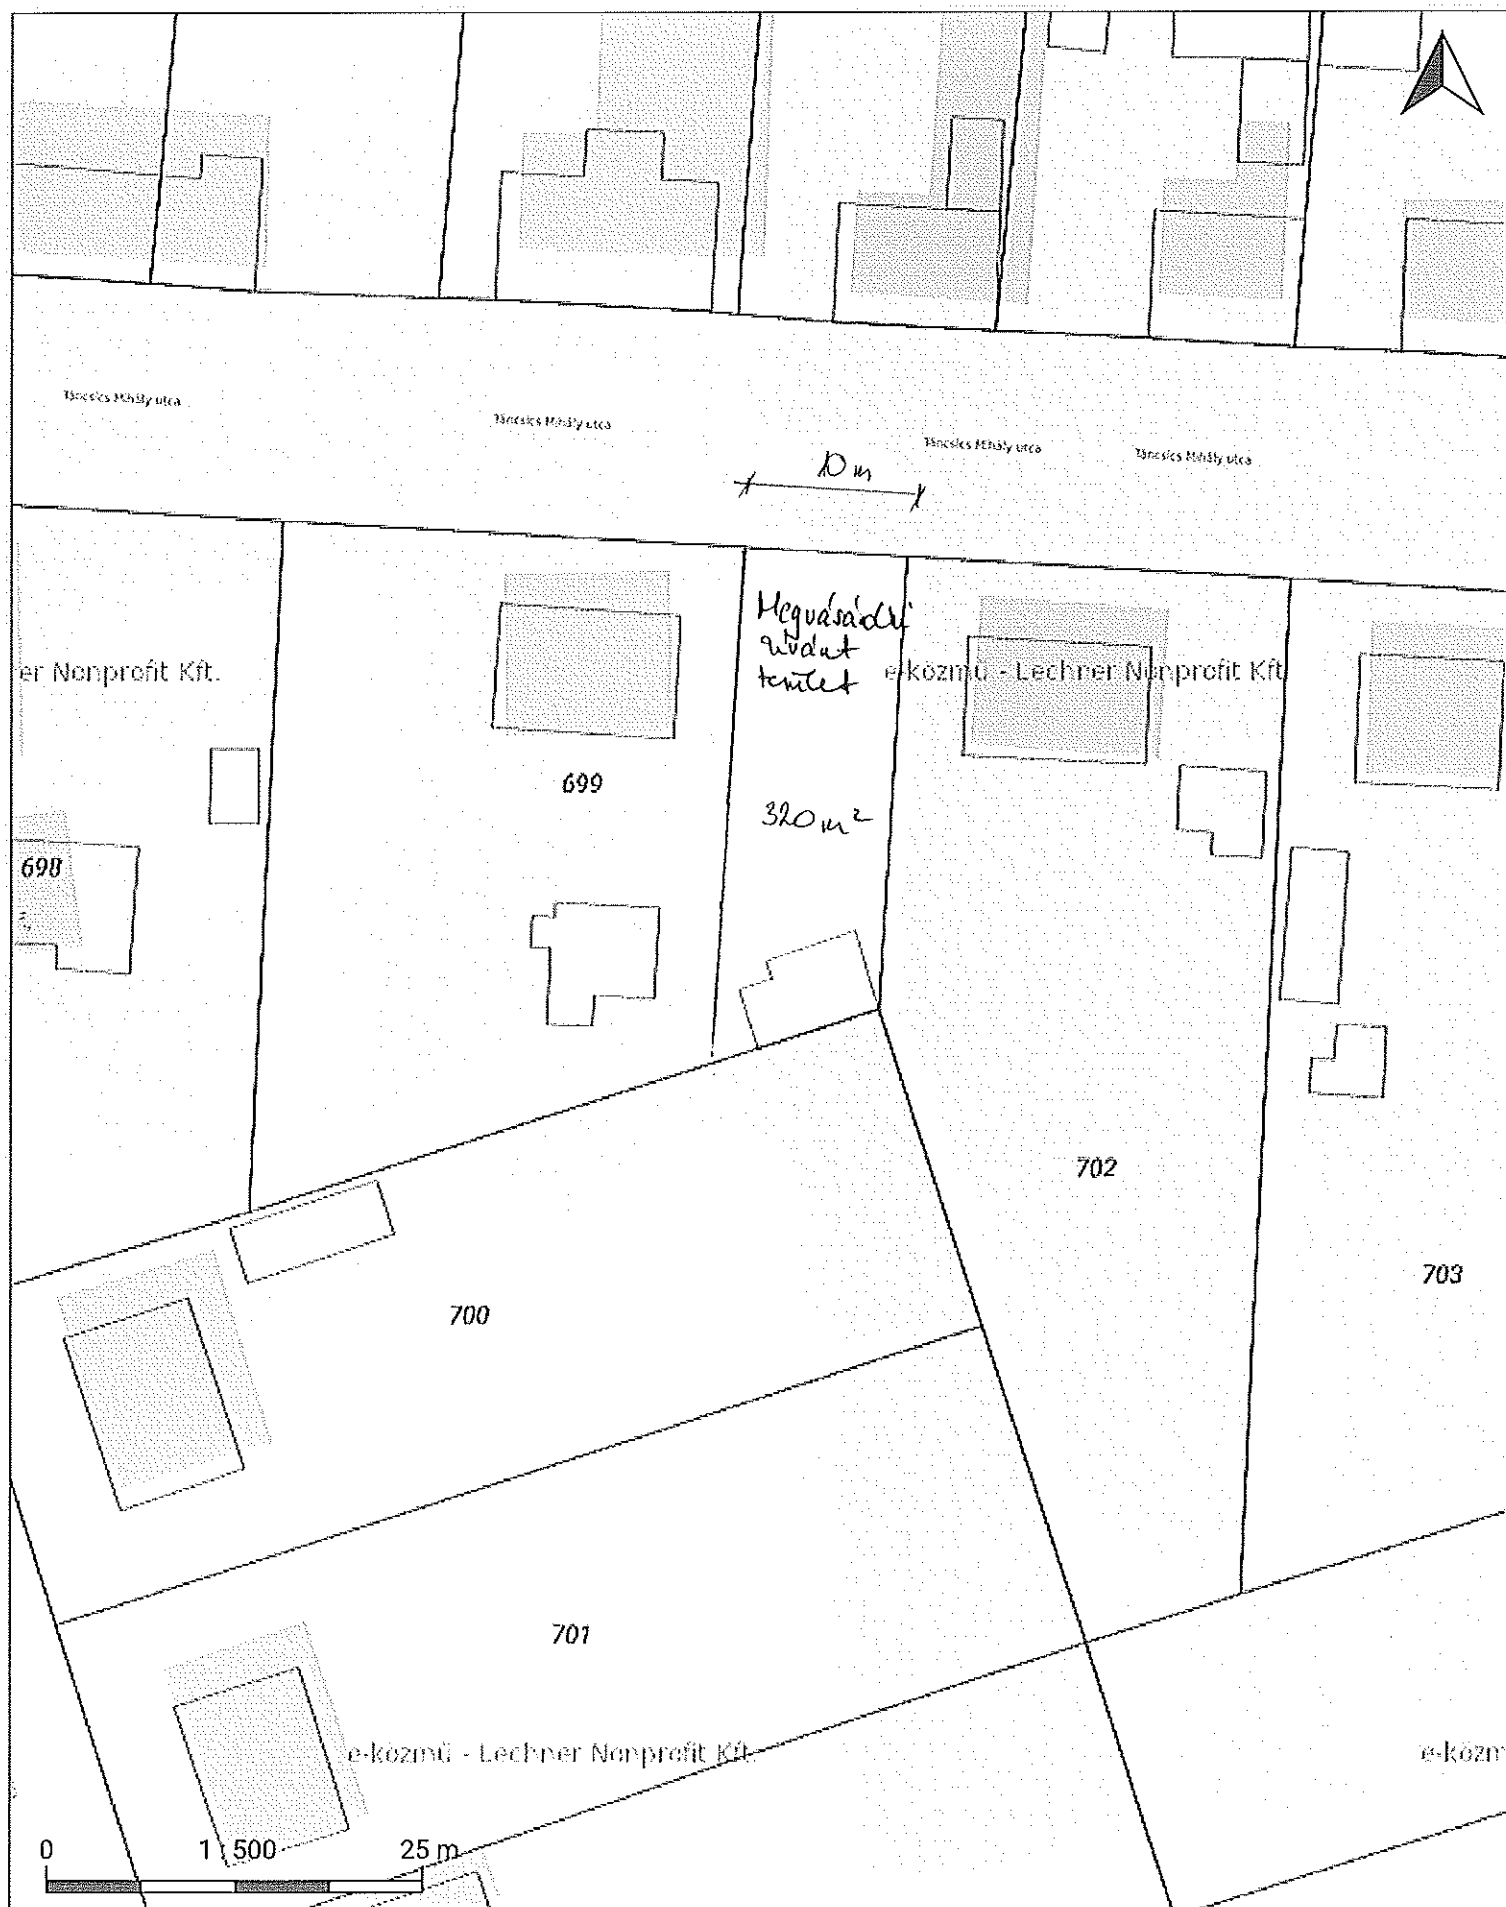 Táncsics Mihály utca
Táncsics Mihály utca
Táncsics Mihály utca
Táncsics Mihály utca
10 m
Megvásárolni
kívánt
terület
er Nonprofit Kft.
e-közmű - Lechner Nonprofit Kft
699
320 m²
698
702
703
700
701
e-közmű - Lechner Nonprofit Kft.
e-közm
0 1 : 500 25 m